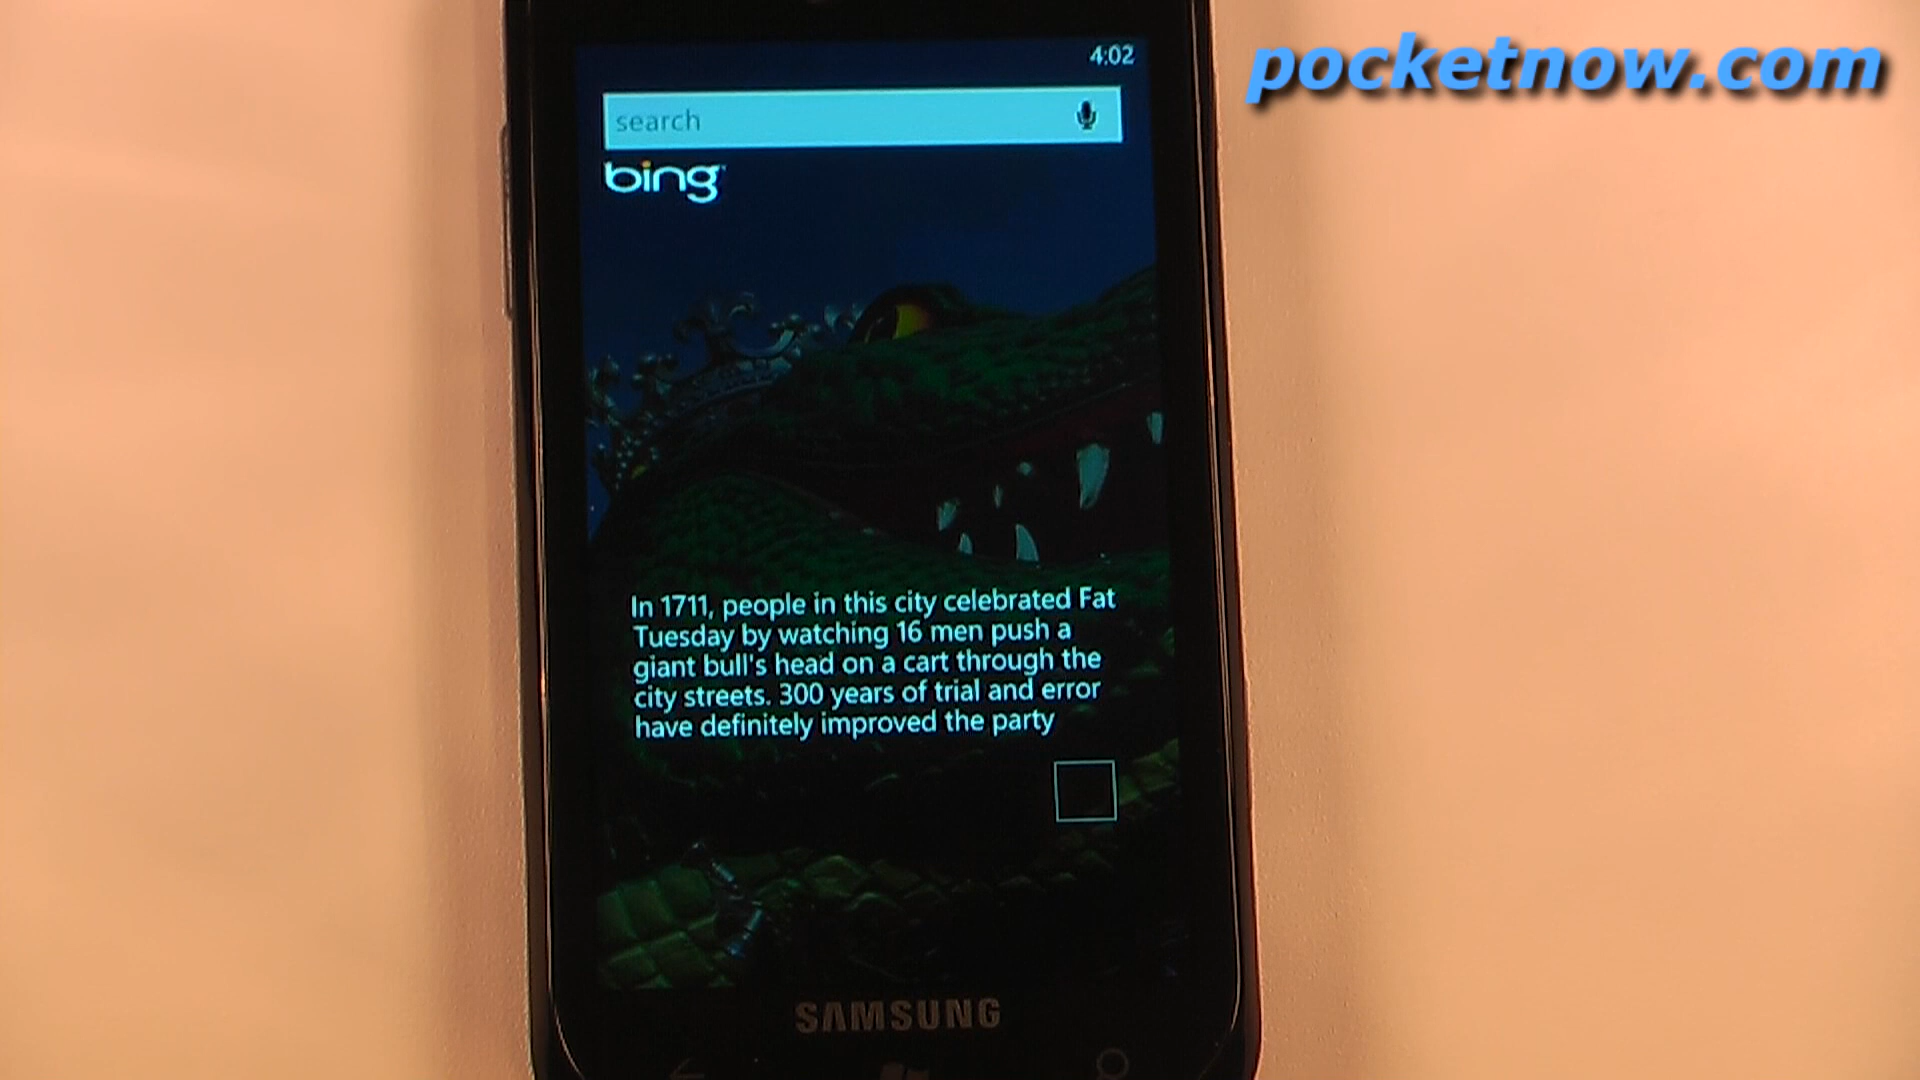 pocketnow.com
4:02
search
bing
In 1711, people in this city celebrated Fat
Tuesday by watching 16 men push a
giant bull's head on a cart through the
city streets. 300 years of trial and error
have definitely improved the party
SAMSUNG